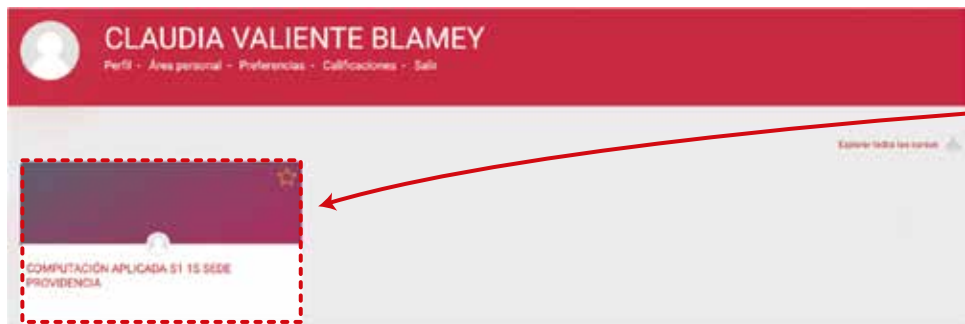 CLAUDIA VALIENTE BLAMEY
Perfil - Área personal - Preferencias - Calificaciones - Salir
Explorar todos los cursos
COMPUTACIÓN APLICADA S1 1S SEDE
PROVIDENCIA